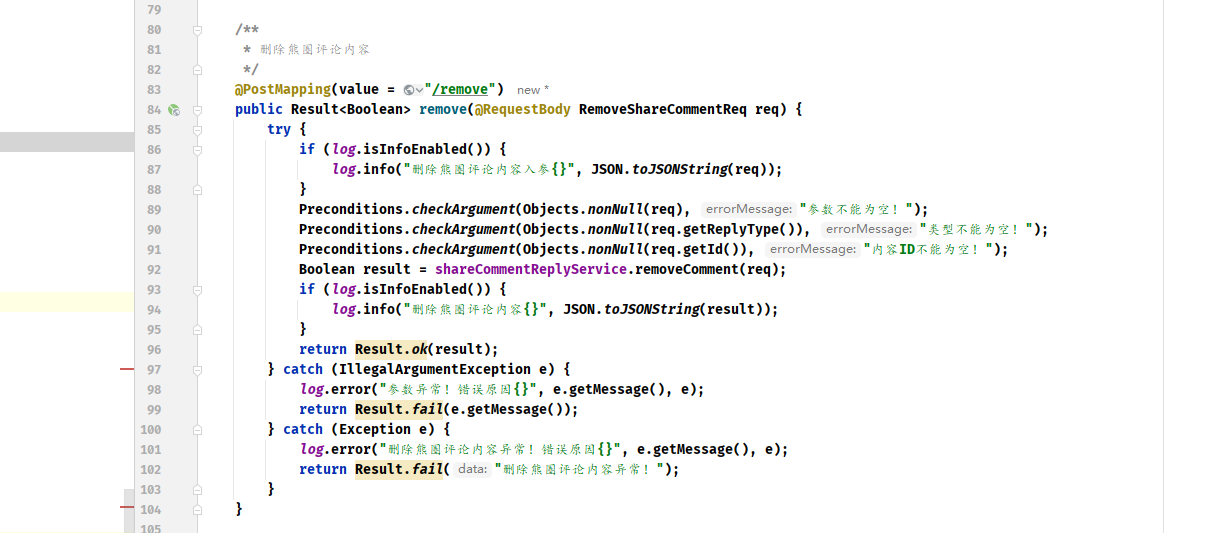 79
80 /**
81 * 删除熊图评论内容
82 */
83 @PostMapping(value = "/remove") new *
84 public Result<Boolean> remove(@RequestBody RemoveShareCommentReq req) {
85 try {
86 if (log.isInfoEnabled()) {
87 log.info("删除熊图评论内容入参{}", JSON.toJSONString(req));
88 }
89 Preconditions.checkArgument(Objects.nonNull(req), errorMessage: "参数不能为空！");
90 Preconditions.checkArgument(Objects.nonNull(req.getReplyType()), errorMessage: "类型不能为空！");
91 Preconditions.checkArgument(Objects.nonNull(req.getId()), errorMessage: "内容ID不能为空！");
92 Boolean result = shareCommentReplyService.removeComment(req);
93 if (log.isInfoEnabled()) {
94 log.info("删除熊图评论内容{}", JSON.toJSONString(result));
95 }
96 return Result.ok(result);
97 } catch (IllegalArgumentException e) {
98 log.error("参数异常！错误原因{}", e.getMessage(), e);
99 return Result.fail(e.getMessage());
100 } catch (Exception e) {
101 log.error("删除熊图评论内容异常！错误原因{}", e.getMessage(), e);
102 return Result.fail( data: "删除熊图评论内容异常！");
103 }
104 }
105